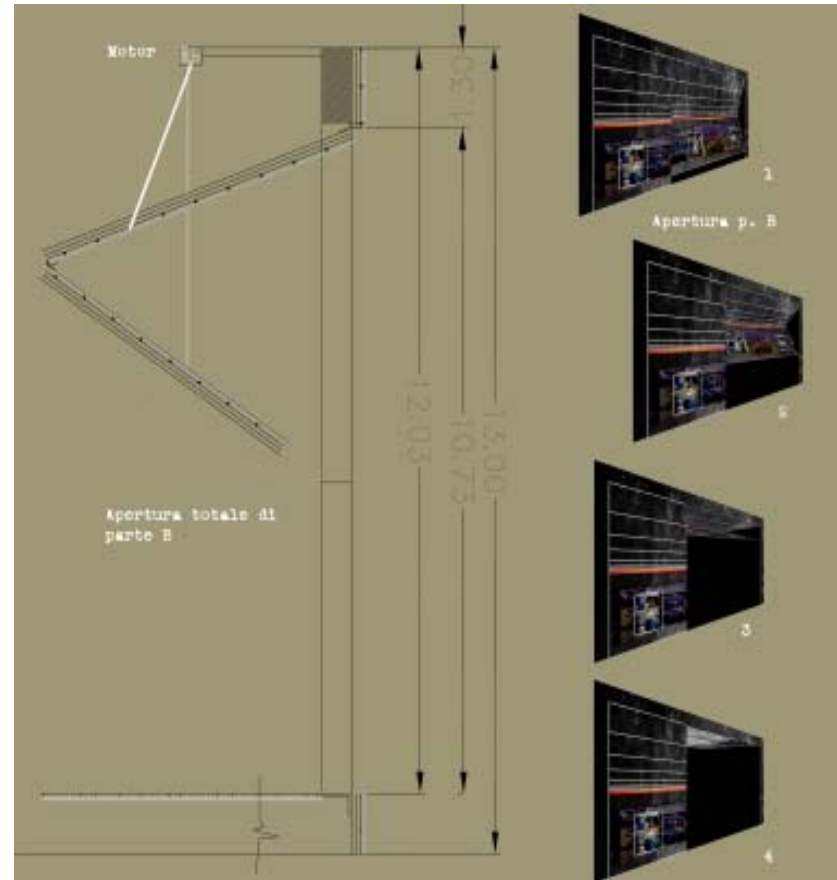 Motor
1.30
1
Apertura p. B
2
12.03
10.73
13.00
Apertura totale di
parte B
3
4